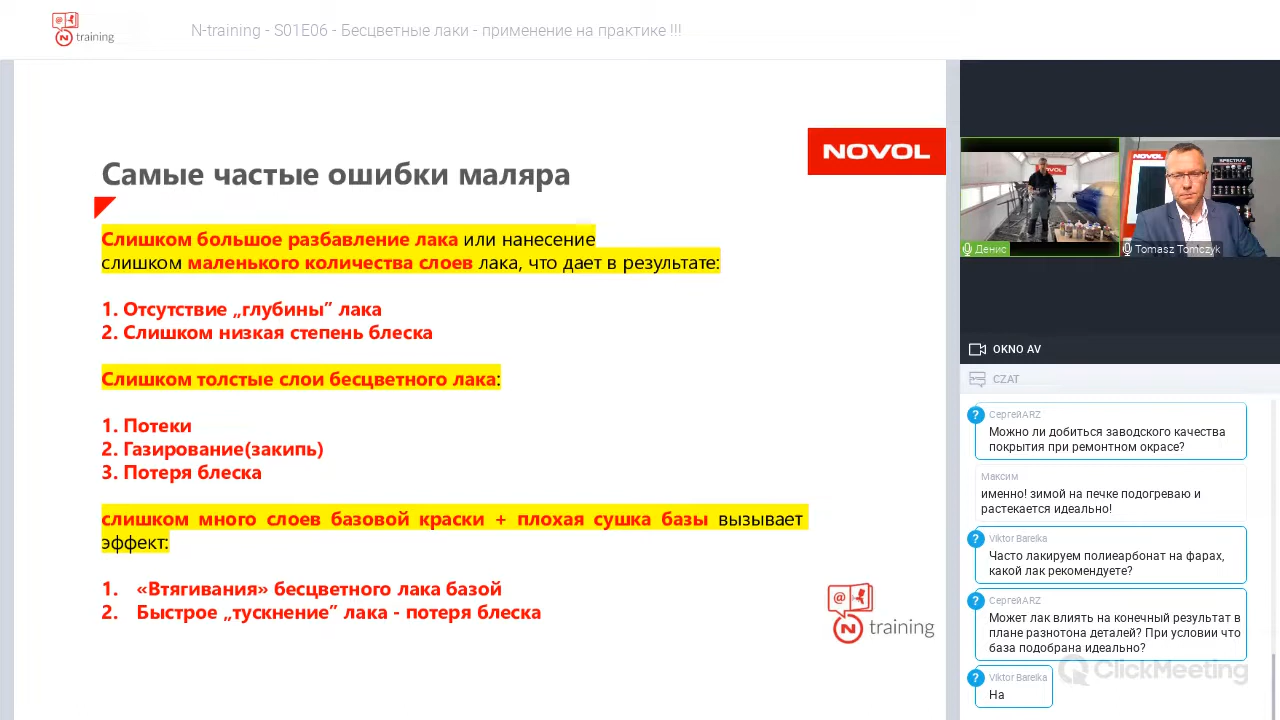 training
N-training - S01E06 - Бесцветные лаки - применение на практике !!!
NOVOL
Самые частые ошибки маляра
Слишком большое разбавление лака или нанесение
слишком маленького количества слоев лака, что дает в результате:
1. Отсутствие „глубины” лака
2. Слишком низкая степень блеска
Слишком толстые слои бесцветного лака:
1. Потеки
2. Газирование(закипь)
3. Потеря блеска
слишком много слоев базовой краски + плохая сушка базы вызывает
эффект:
1. «Втягивания» бесцветного лака базой
2. Быстрое „тускнение” лака - потеря блеска
@
N training
NOVOL
SPECTRAL
Денис
Tomasz Tomczyk
OKNO AV
CZAT
? СергейARZ
Можно ли добиться заводского качества
покрытия при ремонтном окрасе?
Максим
именно! зимой на печке подогреваю и
растекается идеально!
? Viktor Bareika
Часто лакируем полиеарбонат на фарах,
какой лак рекомендуете?
? СергейARZ
Может лак влиять на конечный результат в
плане разнотона деталей? При условии что
база подобрана идеально?
ClickMeeting
? Viktor Bareika
На